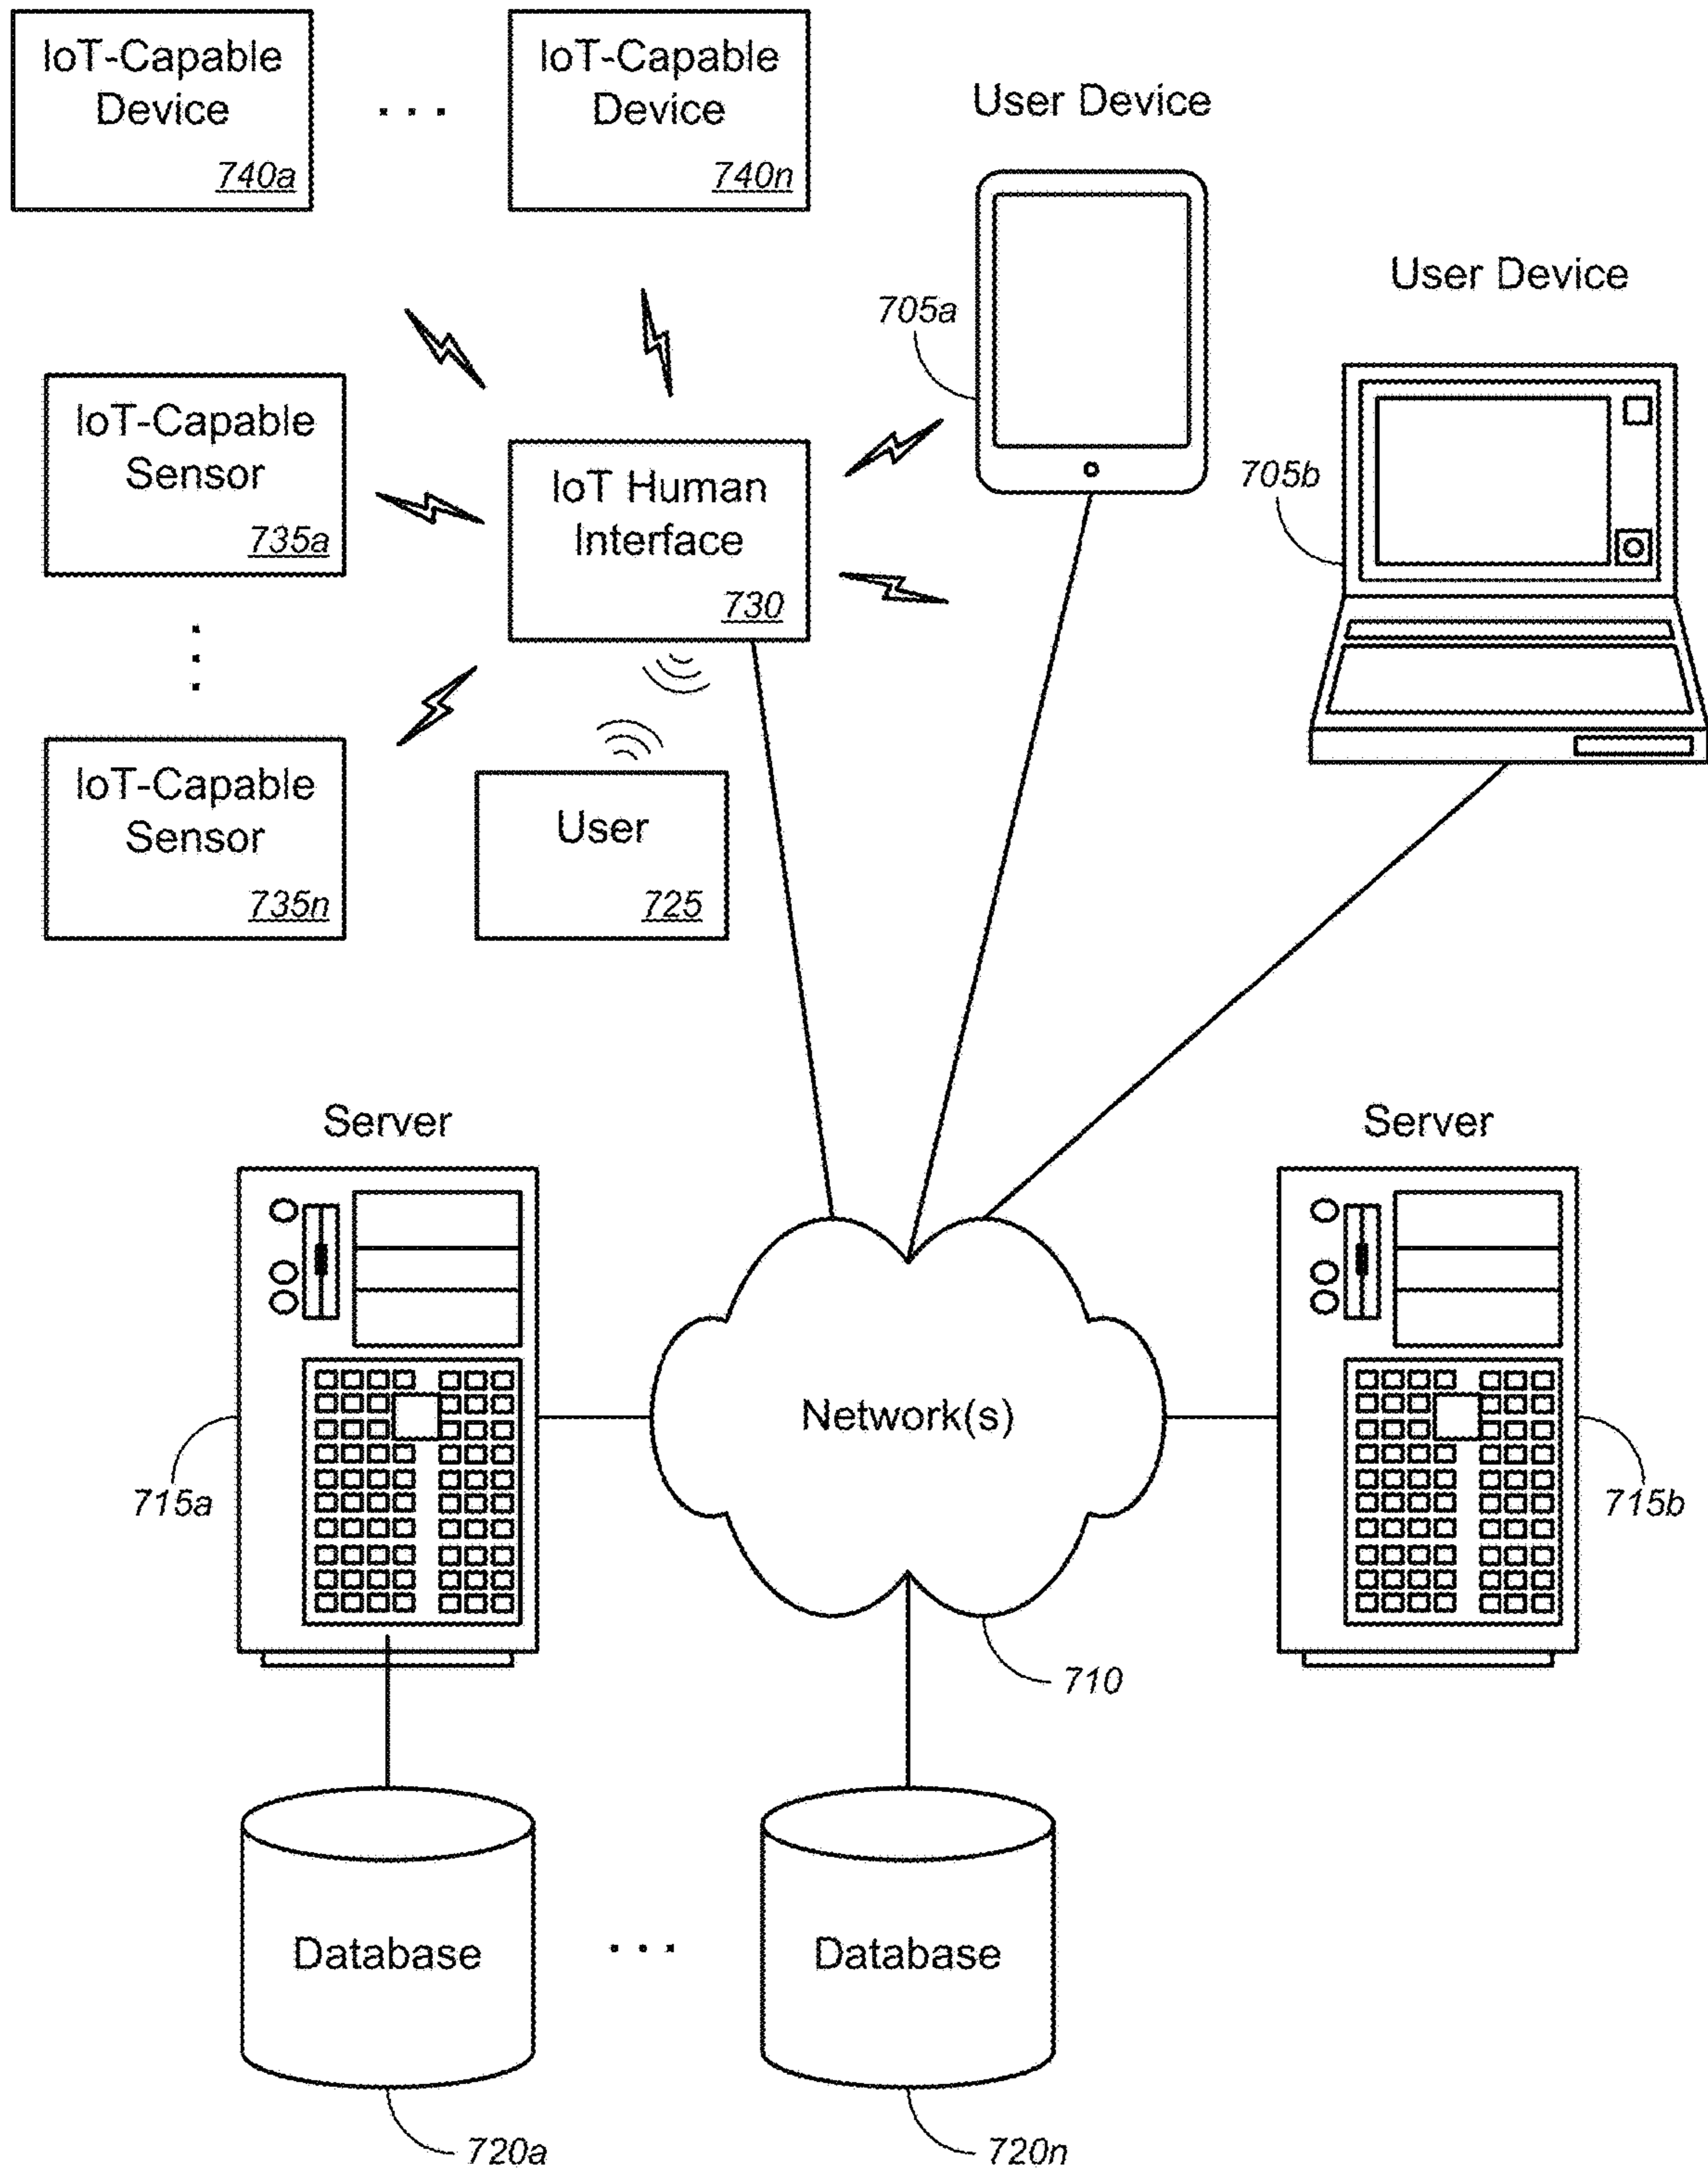 IoT-Capable
Device
740a
. . .
IoT-Capable
Device
740n
User Device
705a
User Device
705b
IoT-Capable
Sensor
735a
IoT Human
Interface
730
IoT-Capable
Sensor
735n
User
725
Server
715a
Server
715b
Network(s)
710
Database
720a
. . .
Database
720n